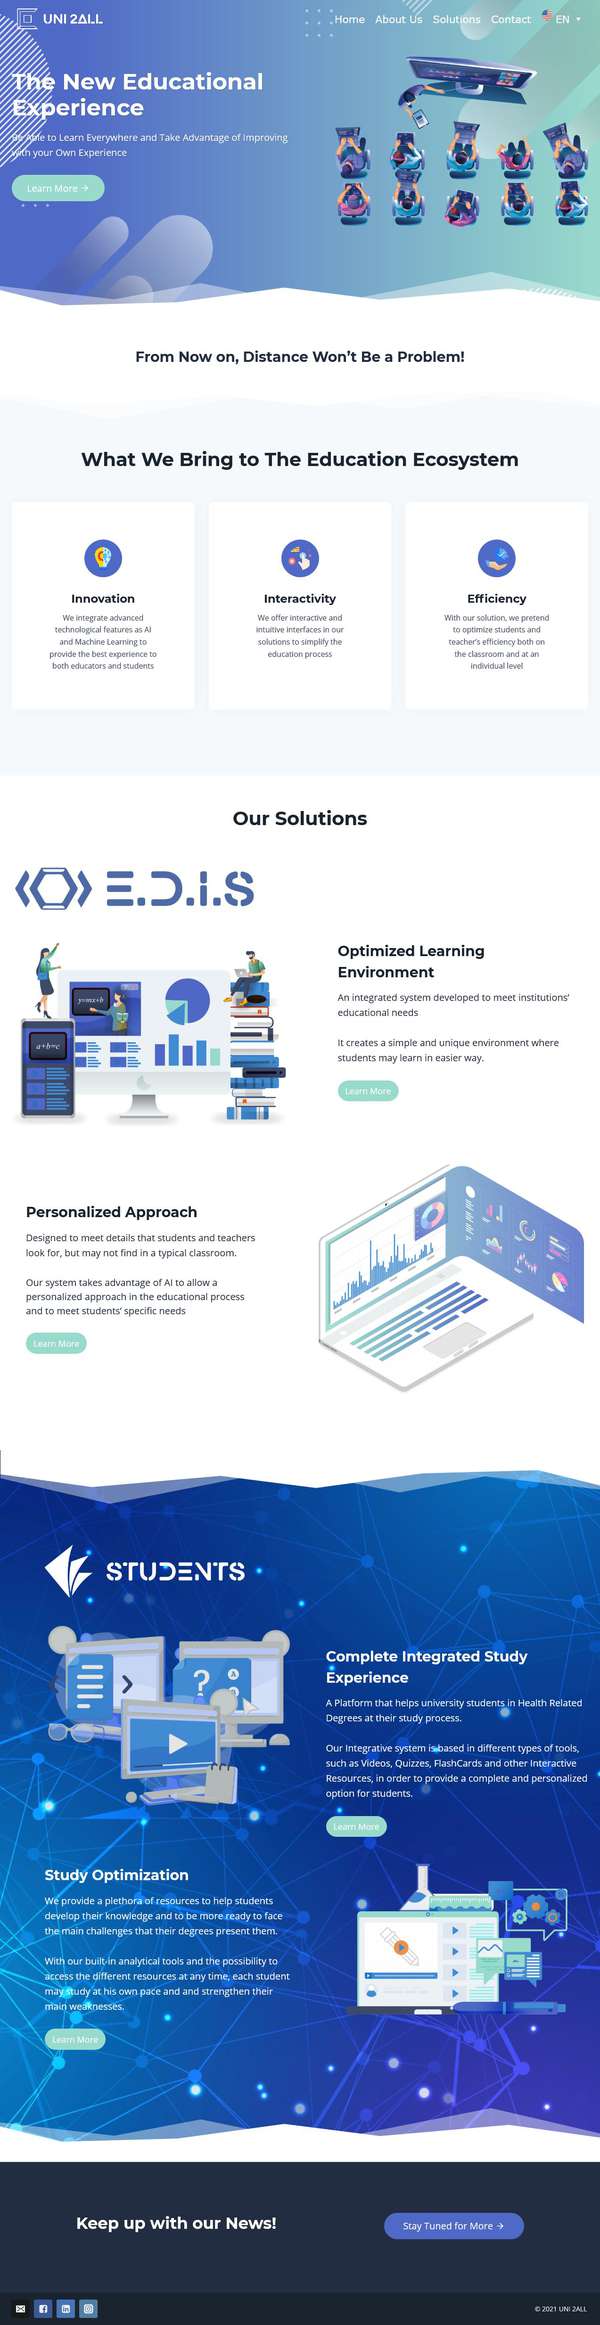 UNI 2ALL
Home About Us Solutions Contact EN
The New Educational
Experience
Be Able to Learn Everywhere and Take Advantage of Improving
with your Own Experience
Learn More →
From Now on, Distance Won’t Be a Problem!
What We Bring to The Education Ecosystem
Innovation
We integrate advanced
technological features as AI
and Machine Learning to
provide the best experience to
both educators and students
Interactivity
We offer interactive and
intuitive interfaces in our
solutions to simplify the
education process
Efficiency
With our solution, we pretend
to optimize students and
teacher’s efficiency both on
the classroom and at an
individual level
Our Solutions
E.D.I.S
y=mx+b
a+b=c
Optimized Learning
Environment
An integrated system developed to meet institutions’
educational needs
It creates a simple and unique environment where
students may learn in easier way.
Learn More
Personalized Approach
Designed to meet details that students and teachers
look for, but may not find in a typical classroom.
Our system takes advantage of AI to allow a
personalized approach in the educational process
and to meet students’ specific needs
Learn More
STUDENTS
?
A
Complete Integrated Study
Experience
A Platform that helps university students in Health Related
Degrees at their study process.
Our Integrative system is based in different types of tools,
such as Videos, Quizzes, FlashCards and other Interactive
Resources, in order to provide a complete and personalized
option for students.
Learn More
Study Optimization
We provide a plethora of resources to help students
develop their knowledge and to be more ready to face
the main challenges that their degrees present them.
With our built-in analytical tools and the possibility to
access the different resources at any time, each student
may study at his own pace and and strengthen their
main weaknesses.
Learn More
Keep up with our News!
Stay Tuned for More →
© 2021 UNI 2ALL